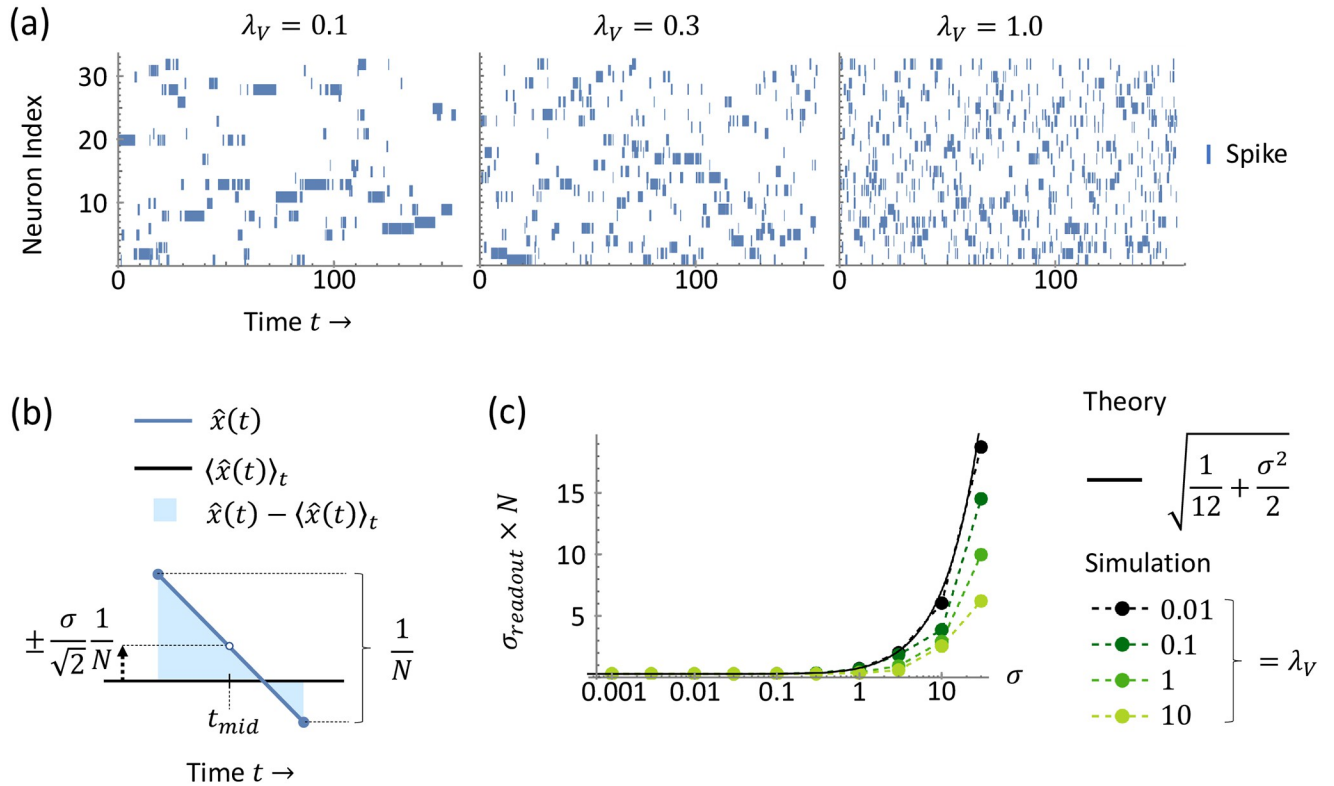 (a)
λ_V = 0.1
λ_V = 0.3
λ_V = 1.0
Neuron Index
30
20
10
0
100
0
100
0
100
Time t →
Spike
(b)
x̂(t)
⟨x̂(t)⟩_t
x̂(t) − ⟨x̂(t)⟩_t
± σ/√2 1/N
1/N
t_mid
Time t →
(c)
σ_readout × N
15
10
5
0.001
0.01
0.1
1
10
σ
Theory
√(1/12 + σ²/2)
Simulation
0.01
0.1
1
10
= λ_V